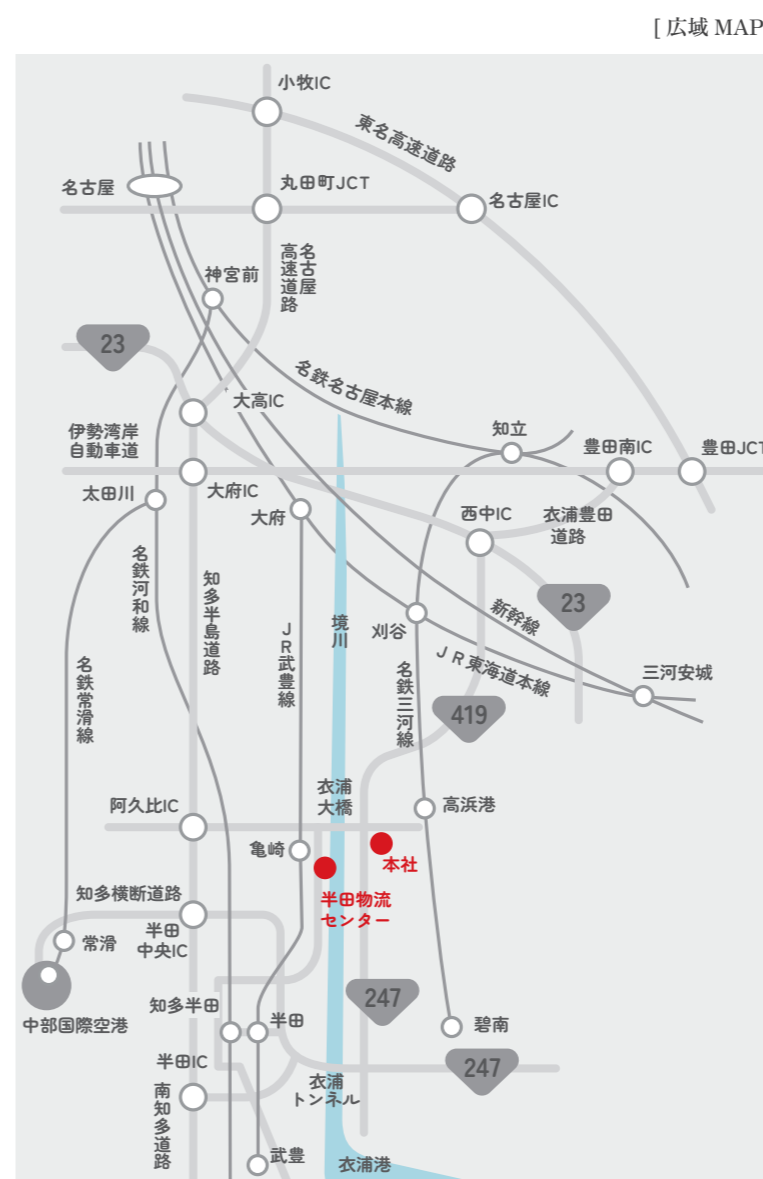 [ 広域 MAP
小牧IC
東名高速道路
名古屋
丸田町JCT
名古屋IC
名古屋
高速道路
神宮前
23
名鉄名古屋本線
大高IC
知立
伊勢湾岸
自動車道
豊田南IC
豊田JCT
太田川
大府IC
大府
西中IC
衣浦豊田
道路
名鉄河和線
知多半島道路
JR武豊線
境川
刈谷
新幹線
23
JR東海道本線
三河安城
名鉄常滑線
名鉄三河線
419
阿久比IC
衣浦
大橋
高浜港
亀崎
本社
知多横断道路
半田物流
センター
半田
中央IC
常滑
中部国際空港
知多半田
半田
247
碧南
半田IC
247
衣浦
トンネル
南知多道路
武豊
衣浦港